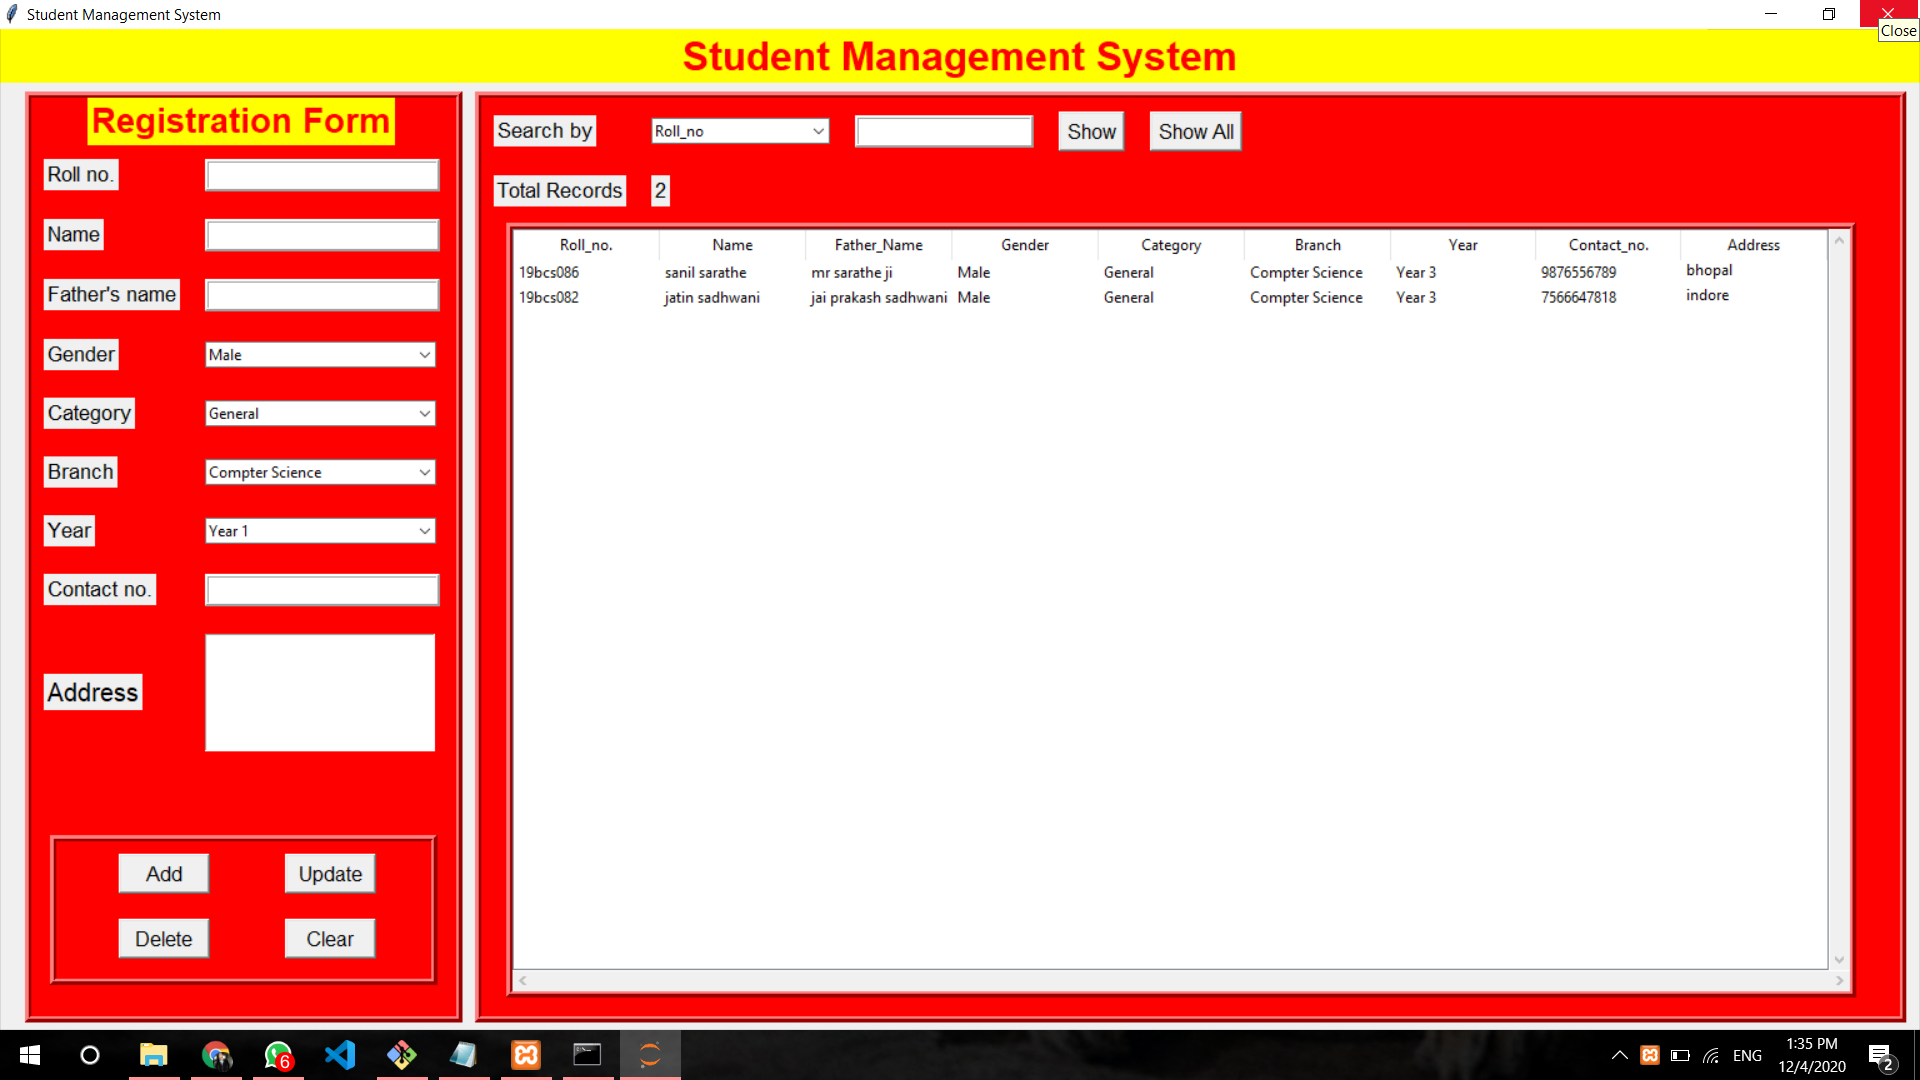 Student Management System
Close
Student Management System
Registration Form
Roll no.
Name
Father's name
Gender Male
Category General
Branch Compter Science
Year Year 1
Contact no.
Address
Add Update
Delete Clear
Search by Roll_no Show Show All
Total Records 2
Roll_no. Name Father_Name Gender Category Branch Year Contact_no. Address
19bcs086 sanil sarathe mr sarathe ji Male General Compter Science Year 3 9876556789 bhopal
19bcs082 jatin sadhwani jai prakash sadhwani Male General Compter Science Year 3 7566647818 indore
6
ENG
1:35 PM
12/4/2020
2